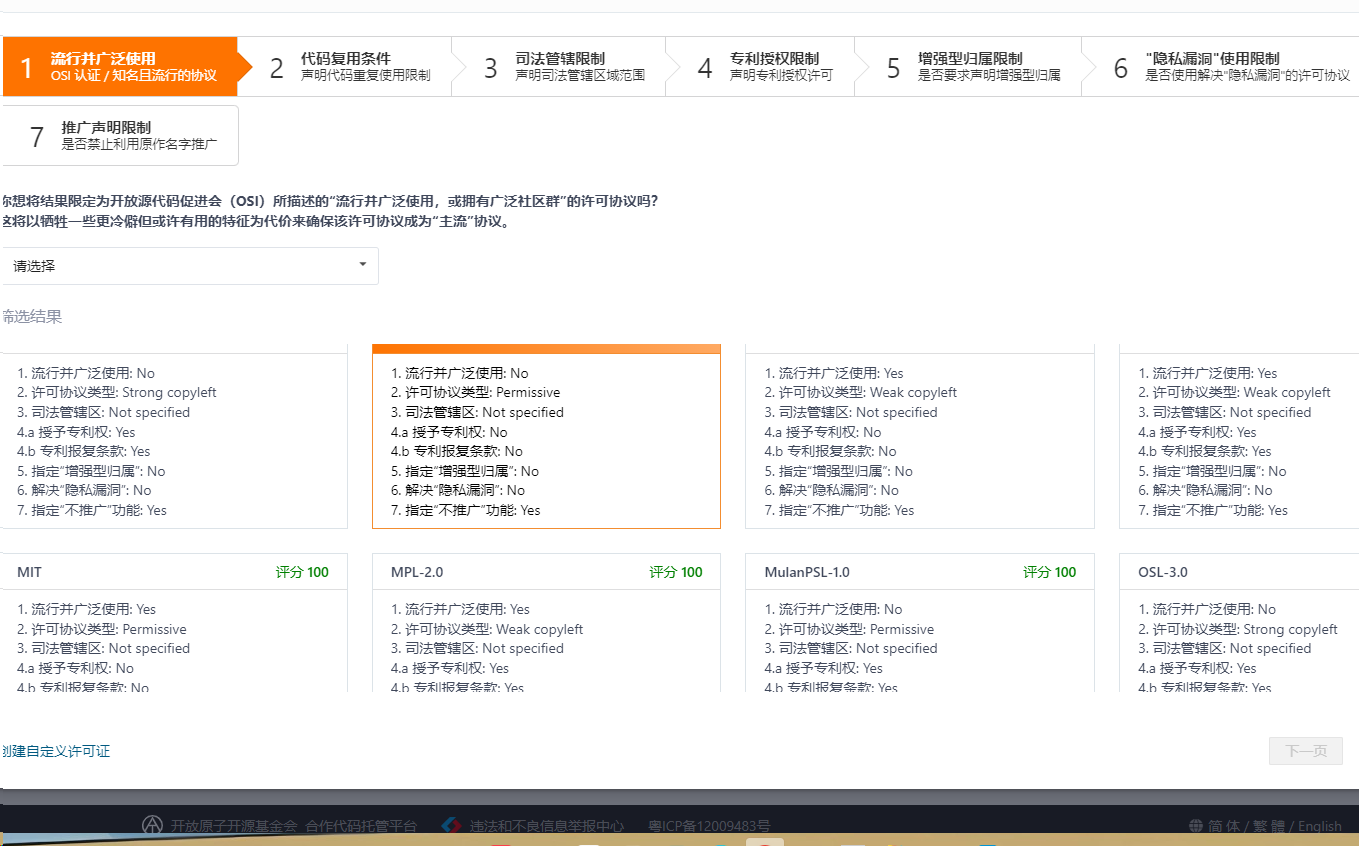 1 流行并广泛使用
OSI 认证 / 知名且流行的协议
2 代码复用条件
声明代码重复使用限制
3 司法管辖限制
声明司法管辖区域范围
4 专利授权限制
声明专利授权许可
5 增强型归属限制
是否要求声明增强型归属
6 "隐私漏洞"使用限制
是否使用解决"隐私漏洞"的许可协议
7 推广声明限制
是否禁止利用原作名字推广
你想将结果限定为开放源代码促进会（OSI）所描述的“流行并广泛使用，或拥有广泛社区群”的许可协议吗?
这将以牺牲一些更冷僻但或许有用的特征为代价来确保该许可协议成为“主流”协议。
请选择
筛选结果
1. 流行并广泛使用: No
2. 许可协议类型: Strong copyleft
3. 司法管辖区: Not specified
4.a 授予专利权: Yes
4.b 专利报复条款: Yes
5. 指定“增强型归属”: No
6. 解决“隐私漏洞”: No
7. 指定“不推广”功能: Yes
1. 流行并广泛使用: No
2. 许可协议类型: Permissive
3. 司法管辖区: Not specified
4.a 授予专利权: No
4.b 专利报复条款: No
5. 指定“增强型归属”: No
6. 解决“隐私漏洞”: No
7. 指定“不推广”功能: Yes
1. 流行并广泛使用: Yes
2. 许可协议类型: Weak copyleft
3. 司法管辖区: Not specified
4.a 授予专利权: No
4.b 专利报复条款: No
5. 指定“增强型归属”: No
6. 解决“隐私漏洞”: No
7. 指定“不推广”功能: Yes
1. 流行并广泛使用: Yes
2. 许可协议类型: Weak copyleft
3. 司法管辖区: Not specified
4.a 授予专利权: Yes
4.b 专利报复条款: Yes
5. 指定“增强型归属”: No
6. 解决“隐私漏洞”: No
7. 指定“不推广”功能: Yes
MIT 评分 100
1. 流行并广泛使用: Yes
2. 许可协议类型: Permissive
3. 司法管辖区: Not specified
4.a 授予专利权: No
4.b 专利报复条款: No
MPL-2.0 评分 100
1. 流行并广泛使用: Yes
2. 许可协议类型: Weak copyleft
3. 司法管辖区: Not specified
4.a 授予专利权: Yes
4.b 专利报复条款: Yes
MulanPSL-1.0 评分 100
1. 流行并广泛使用: No
2. 许可协议类型: Permissive
3. 司法管辖区: Not specified
4.a 授予专利权: Yes
4.b 专利报复条款: Yes
OSL-3.0
1. 流行并广泛使用: No
2. 许可协议类型: Strong copyleft
3. 司法管辖区: Not specified
4.a 授予专利权: Yes
4.b 专利报复条款: Yes
创建自定义许可证
下一页
开放原子开源基金会 合作代码托管平台 违法和不良信息举报中心 粤ICP备12009483号 简 体 / 繁 體 / English